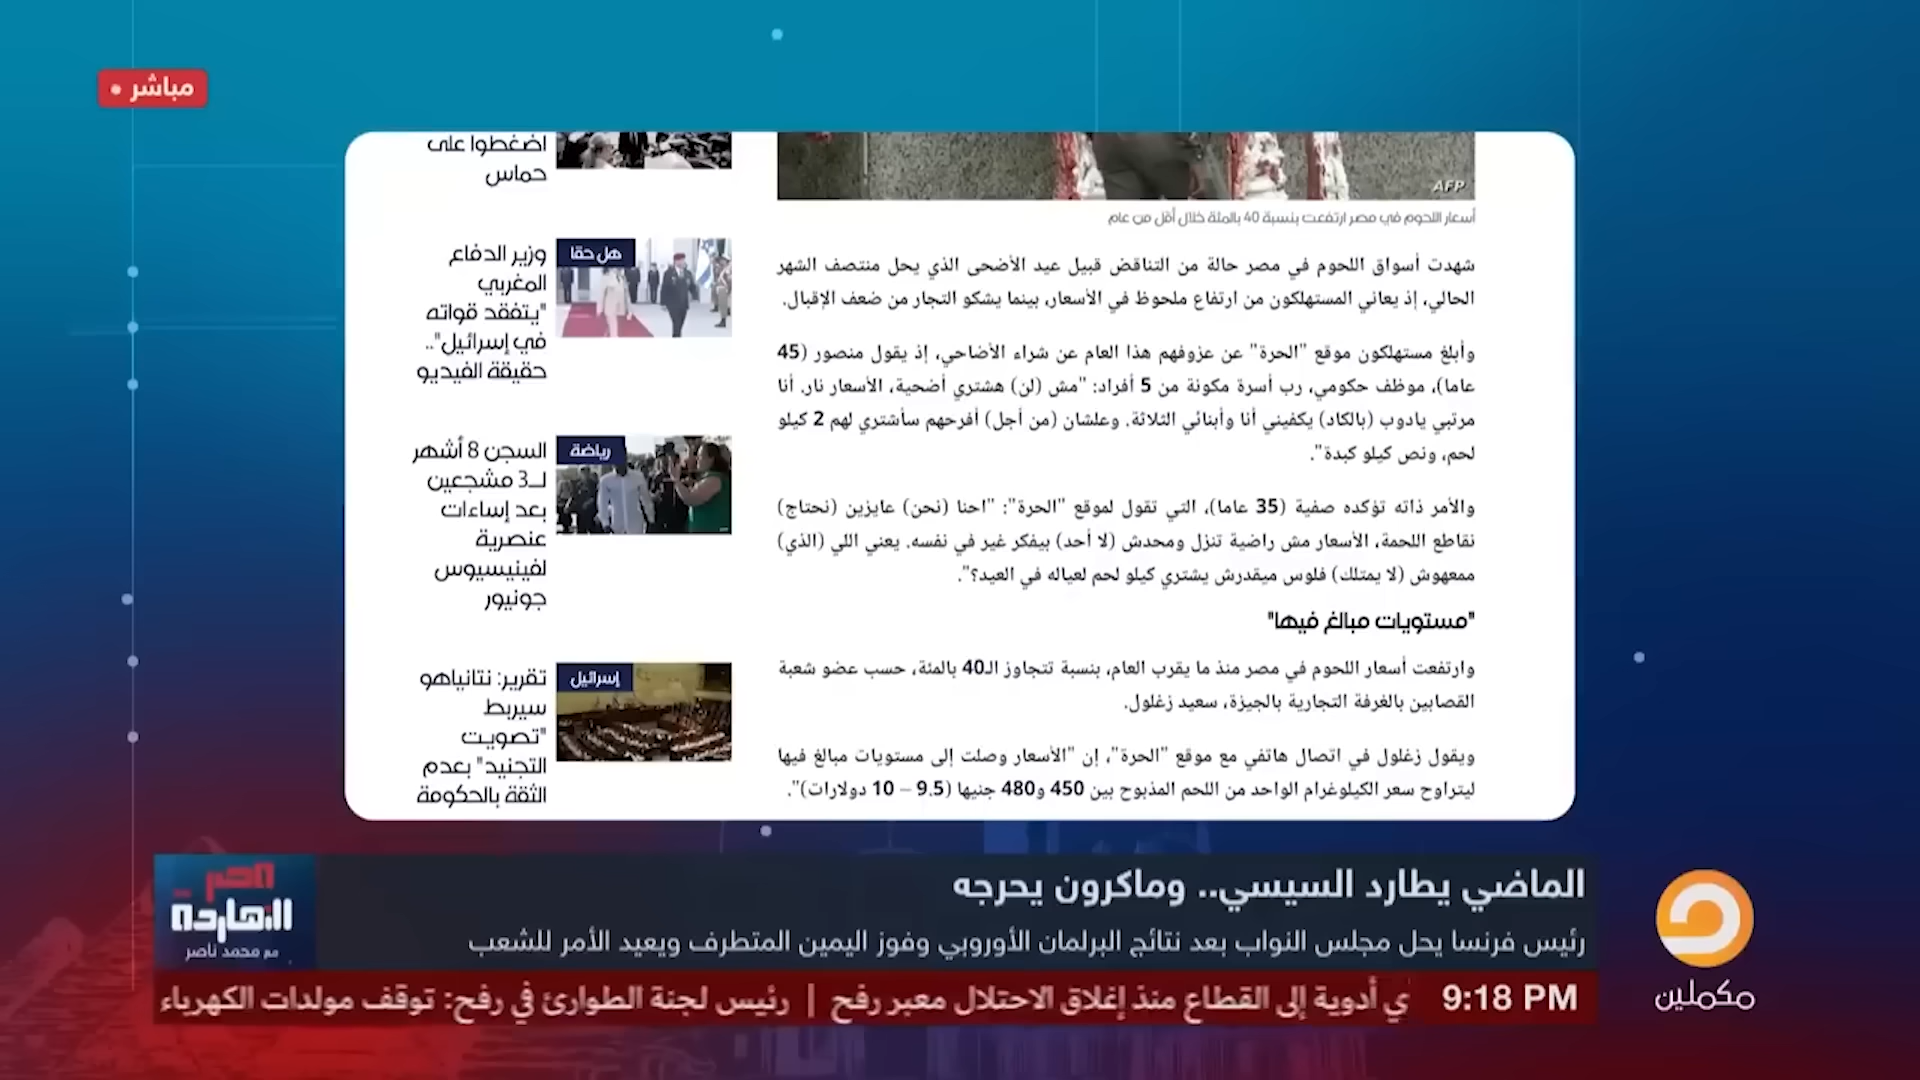 مباشر
AFP
أسعار اللحوم في مصر ارتفعت بنسبة 40 بالمئة خلال أقل من عام
شهدت أسواق اللحوم في مصر حالة من التناقض قبيل عيد الأضحى الذي يحل منتصف الشهر
الحالي، إذ يعاني المستهلكون من ارتفاع ملحوظ في الأسعار، بينما يشكو التجار من ضعف الإقبال.
وأبلغ مستهلكون موقع "الحرة" عن عزوفهم هذا العام عن شراء الأضاحي، إذ يقول منصور (45
عاما)، موظف حكومي، رب أسرة مكونة من 5 أفراد: "مش (لن) هشتري أضحية، الأسعار نار. أنا
مرتبي يادوب (بالكاد) يكفيني أنا وأبنائي الثلاثة. وعلشان (من أجل) أفرحهم سأشتري لهم 2 كيلو
لحم، ونص كيلو كبدة".
والأمر ذاته تؤكده صفية (35 عاما)، التي تقول لموقع "الحرة": "احنا (نحن) عايزين (نحتاج)
نقاطع اللحمة، الأسعار مش راضية تنزل ومحدش (لا أحد) بيفكر غير في نفسه. يعني اللي (الذي)
ممعهوش (لا يمتلك) فلوس ميقدرش يشتري كيلو لحم لعياله في العيد؟".
"مستويات مبالغ فيها"
وارتفعت أسعار اللحوم في مصر منذ ما يقرب العام، بنسبة تتجاوز الـ40 بالمئة، حسب عضو شعبة
القصابين بالغرفة التجارية بالجيزة، سعيد زغلول.
ويقول زغلول في اتصال هاتفي مع موقع "الحرة"، إن "الأسعار وصلت إلى مستويات مبالغ فيها
ليتراوح سعر الكيلوغرام الواحد من اللحم المذبوح بين 450 و480 جنيها (9.5 – 10 دولارات)".
اضغطوا على
حماس
هل حقا
وزير الدفاع
المغربي
"يتفقد قواته
في إسرائيل"..
حقيقة الفيديو
رياضة
السجن 8 أشهر
لـ3 مشجعين
بعد إساءات
عنصرية
لفينيسيوس
جونيور
إسرائيل
تقرير: نتانياهو
سيربط
"تصويت
التجنيد" بعدم
الثقة بالحكومة
الماضي يطارد السيسي.. وماكرون يحرجه
رئيس فرنسا يحل مجلس النواب بعد نتائج البرلمان الأوروبي وفوز اليمين المتطرف ويعيد الأمر للشعب
مصر
النهاردة
مع محمد ناصر
9:18 PM
ي أدوية إلى القطاع منذ إغلاق الاحتلال معبر رفح | رئيس لجنة الطوارئ في رفح: توقف مولدات الكهرباء
مكملين